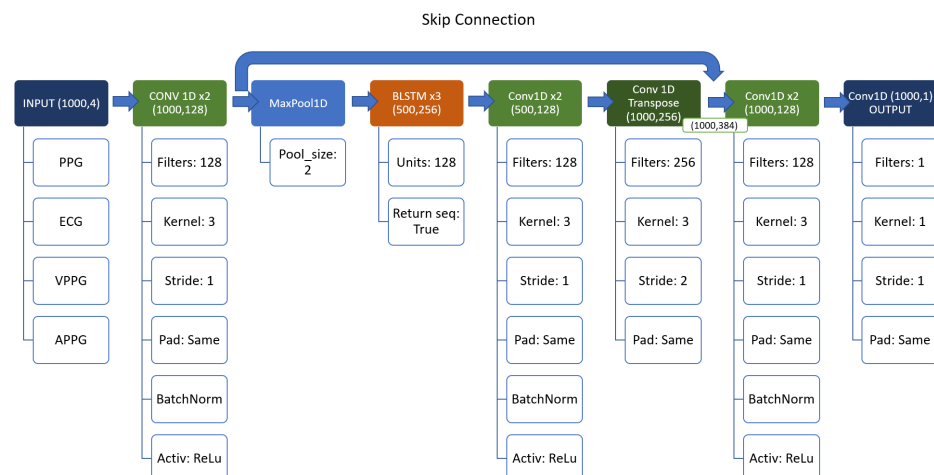 Skip Connection
INPUT (1000,4)
PPG
ECG
VPPG
APPG
CONV 1D x2
(1000,128)
Filters: 128
Kernel: 3
Stride: 1
Pad: Same
BatchNorm
Activ: ReLu
MaxPool1D
Pool_size:
2
BLSTM x3
(500,256)
Units: 128
Return seq:
True
Conv1D x2
(500,128)
Filters: 128
Kernel: 3
Stride: 1
Pad: Same
BatchNorm
Activ: ReLu
Conv 1D
Transpose
(1000,256)
Filters: 256
Kernel: 3
Stride: 2
Pad: Same
(1000,384)
Conv1D x2
(1000,128)
Filters: 128
Kernel: 3
Stride: 1
Pad: Same
BatchNorm
Activ: ReLu
Conv1D (1000,1)
OUTPUT
Filters: 1
Kernel: 1
Stride: 1
Pad: Same